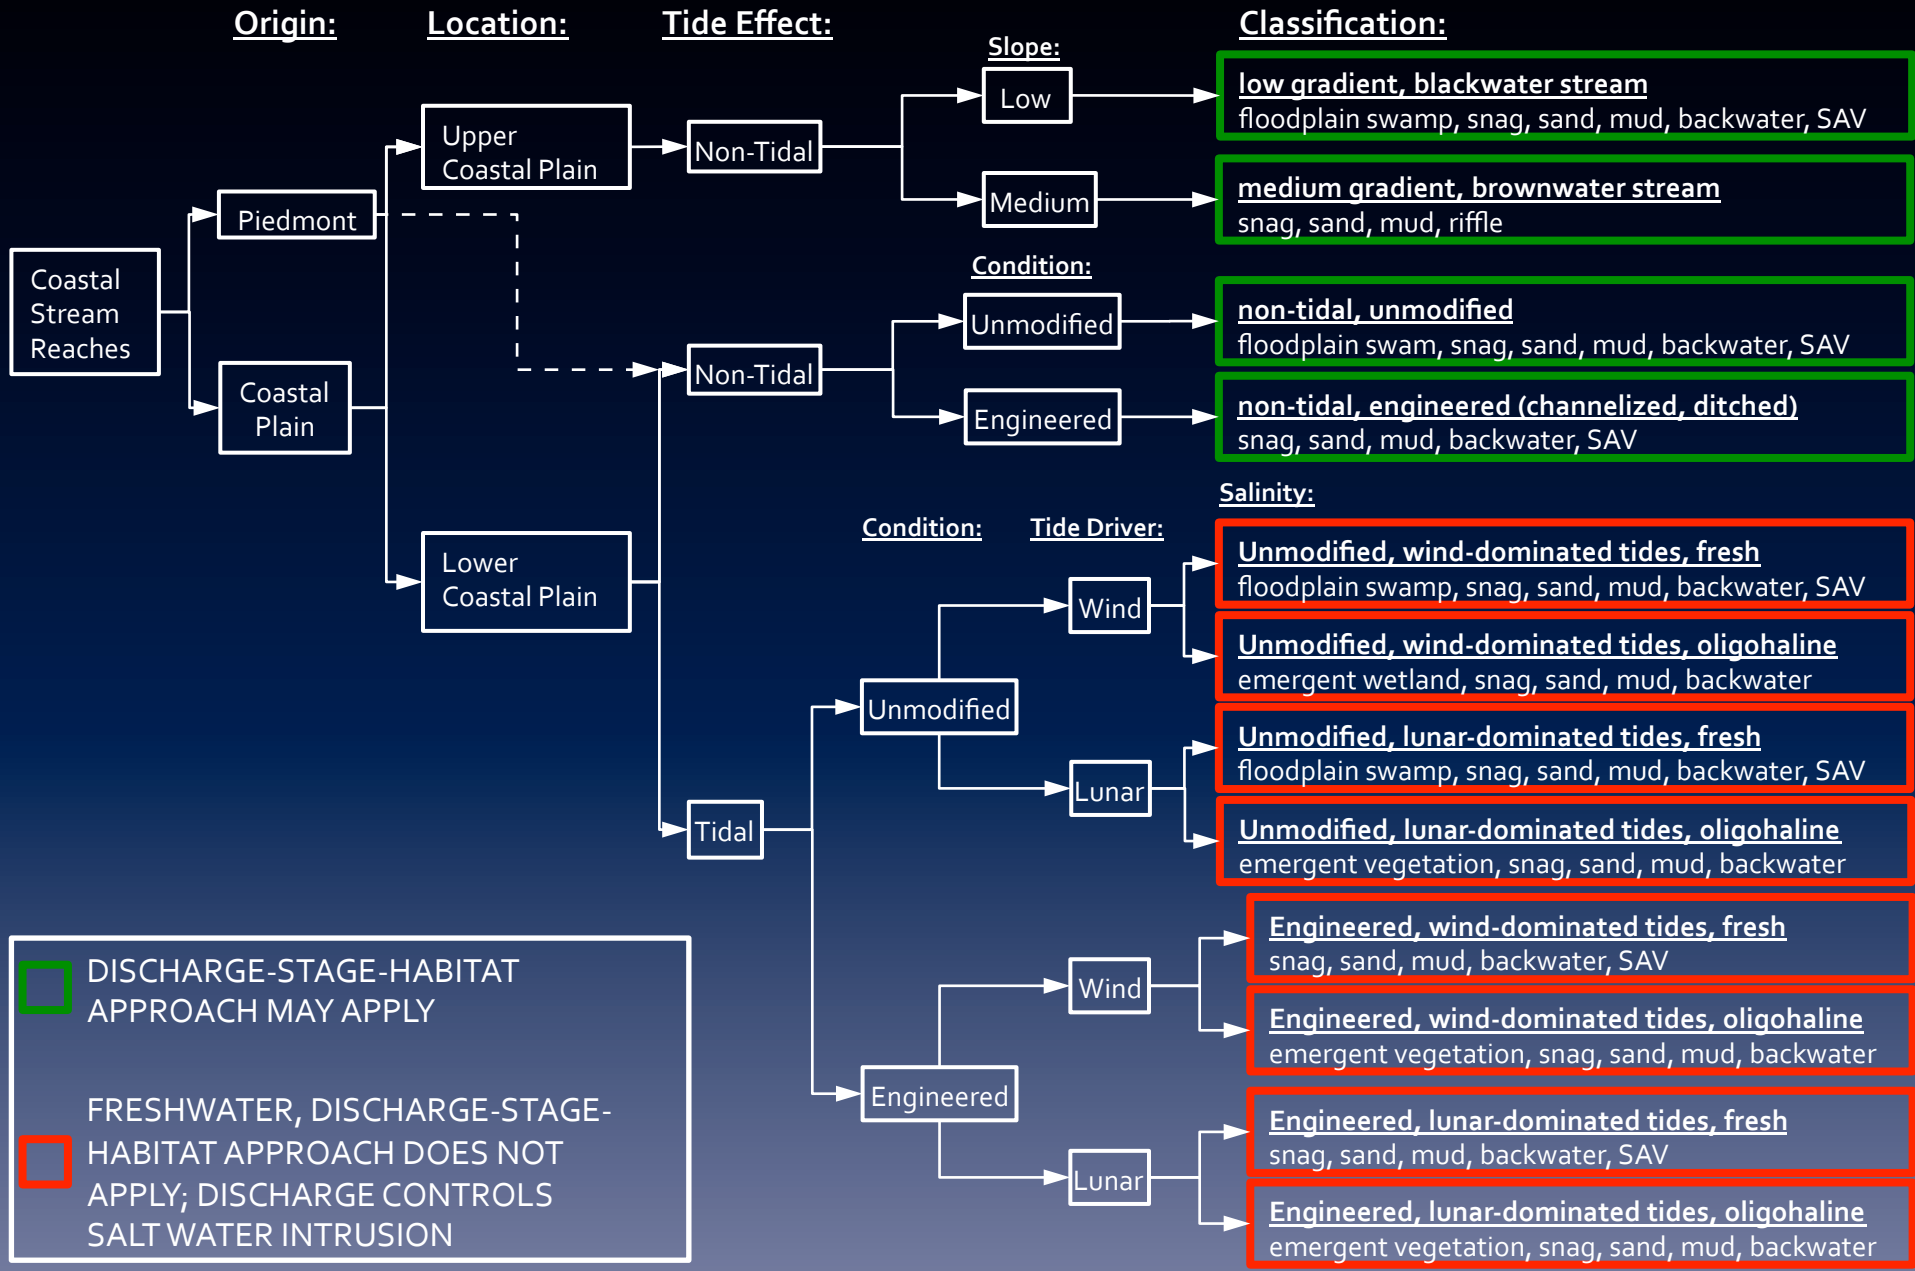 Origin:
Location:
Tide Effect:
Classification:
Slope:
Low
low gradient, blackwater stream
floodplain swamp, snag, sand, mud, backwater, SAV
Upper
Coastal Plain
Non-Tidal
Medium
medium gradient, brownwater stream
snag, sand, mud, riffle
Piedmont
Coastal
Stream
Reaches
Condition:
Unmodified
non-tidal, unmodified
floodplain swam, snag, sand, mud, backwater, SAV
Non-Tidal
Coastal
Plain
Engineered
non-tidal, engineered (channelized, ditched)
snag, sand, mud, backwater, SAV
Salinity:
Condition:
Tide Driver:
Lower
Coastal Plain
Wind
Unmodified, wind-dominated tides, fresh
floodplain swamp, snag, sand, mud, backwater, SAV
Unmodified, wind-dominated tides, oligohaline
emergent wetland, snag, sand, mud, backwater
Unmodified
Lunar
Unmodified, lunar-dominated tides, fresh
floodplain swamp, snag, sand, mud, backwater, SAV
Unmodified, lunar-dominated tides, oligohaline
emergent vegetation, snag, sand, mud, backwater
Tidal
Wind
Engineered, wind-dominated tides, fresh
snag, sand, mud, backwater, SAV
Engineered, wind-dominated tides, oligohaline
emergent vegetation, snag, sand, mud, backwater
Engineered
Lunar
Engineered, lunar-dominated tides, fresh
snag, sand, mud, backwater, SAV
Engineered, lunar-dominated tides, oligohaline
emergent vegetation, snag, sand, mud, backwater
DISCHARGE-STAGE-HABITAT
APPROACH MAY APPLY
FRESHWATER, DISCHARGE-STAGE-
HABITAT APPROACH DOES NOT
APPLY; DISCHARGE CONTROLS
SALT WATER INTRUSION